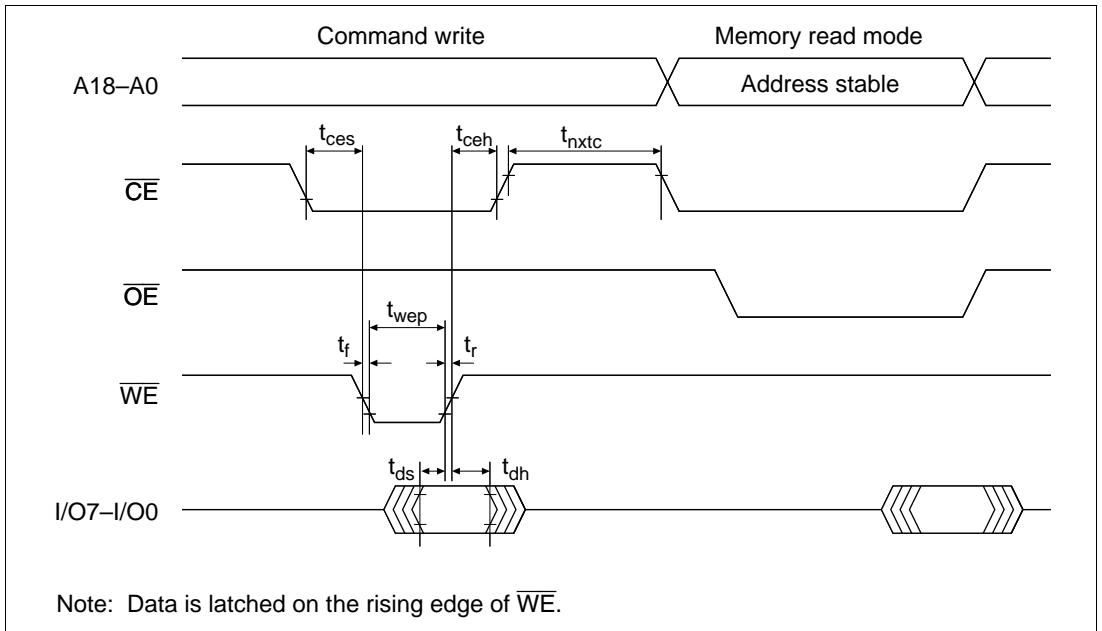 Command write Memory read mode
A18–A0 Address stable
tces tceh tnxtc
CE
OE
twep
tf tr
WE
tds tdh
I/O7–I/O0
Note: Data is latched on the rising edge of WE.